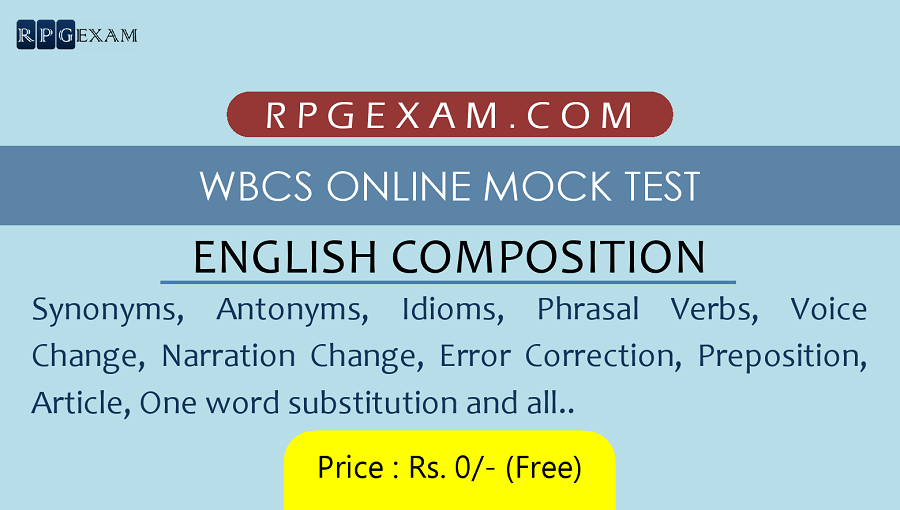 RPGEXAM
RPGEXAM.COM
WBCS ONLINE MOCK TEST
ENGLISH COMPOSITION
Synonyms, Antonyms, Idioms, Phrasal Verbs, Voice
Change, Narration Change, Error Correction, Preposition,
Article, One word substitution and all..
Price : Rs. 0/- (Free)